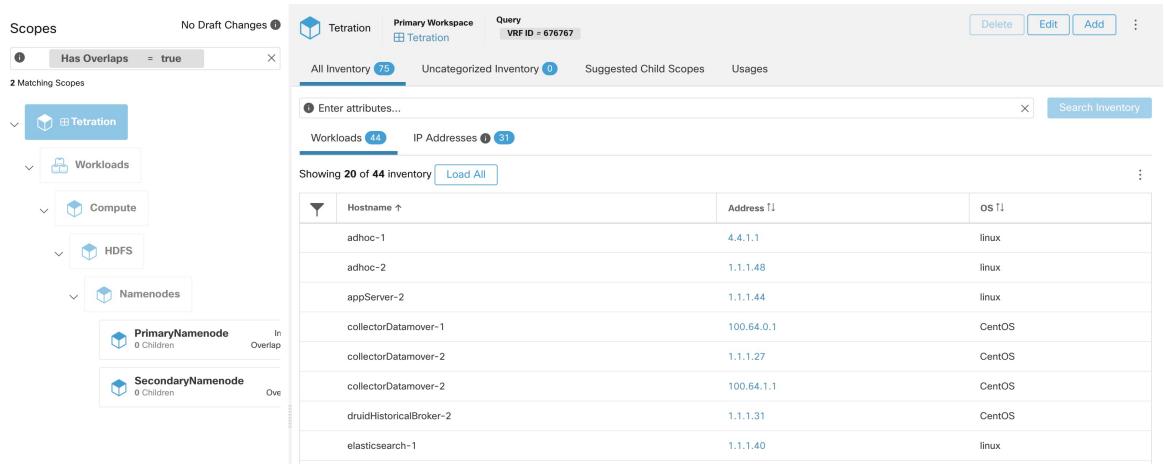 Scopes
No Draft Changes
Has Overlaps = true
2 Matching Scopes
Tetration
Workloads
Compute
HDFS
Namenodes
PrimaryNamenode In
0 Children Overlap
SecondaryNamenode
0 Children Ove
Tetration
Primary Workspace
Tetration
Query
VRF ID = 676767
Delete Edit Add
All Inventory 75 Uncategorized Inventory 0 Suggested Child Scopes Usages
Enter attributes... Search Inventory
Workloads 44 IP Addresses 31
Showing 20 of 44 inventory Load All
Hostname ↑ Address ↑↓ OS ↑↓
adhoc-1 4.4.1.1 linux
adhoc-2 1.1.1.48 linux
appServer-2 1.1.1.44 linux
collectorDatamover-1 100.64.0.1 CentOS
collectorDatamover-2 1.1.1.27 CentOS
collectorDatamover-2 100.64.1.1 CentOS
druidHistoricalBroker-2 1.1.1.31 CentOS
elasticsearch-1 1.1.1.40 linux